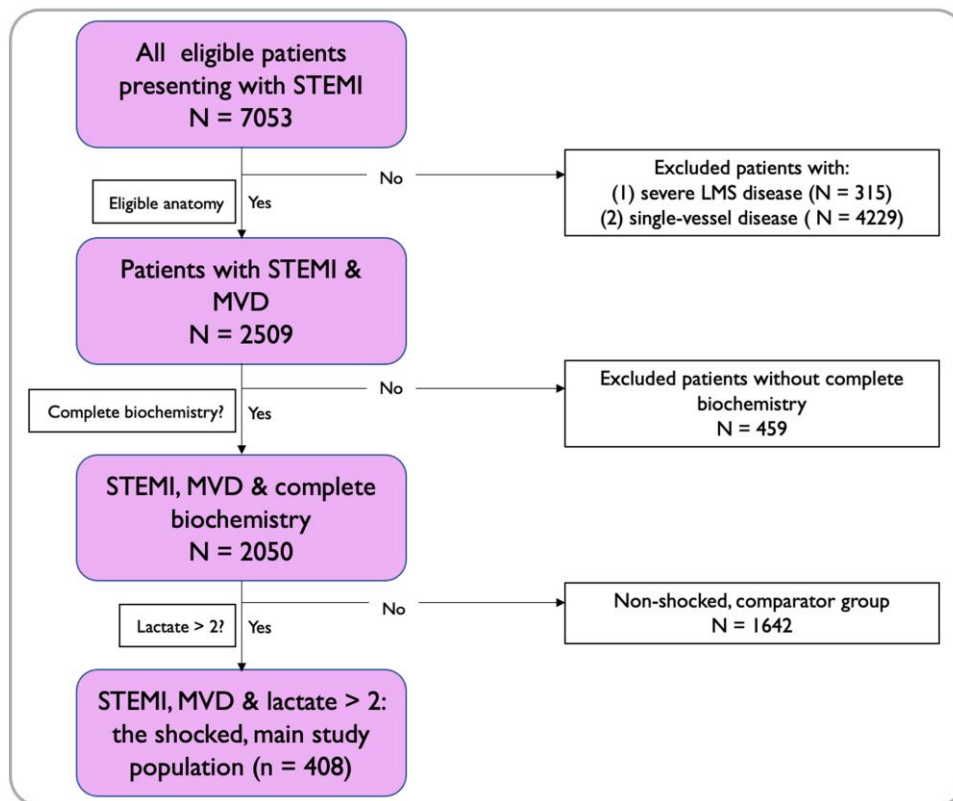 All eligible patients
presenting with STEMI
N = 7053
No
Excluded patients with:
(1) severe LMS disease (N = 315)
(2) single-vessel disease ( N = 4229)
Eligible anatomy
Yes
Patients with STEMI &
MVD
N = 2509
No
Excluded patients without complete
biochemistry
N = 459
Complete biochemistry?
Yes
STEMI, MVD & complete
biochemistry
N = 2050
No
Non-shocked, comparator group
N = 1642
Lactate > 2?
Yes
STEMI, MVD & lactate > 2:
the shocked, main study
population (n = 408)